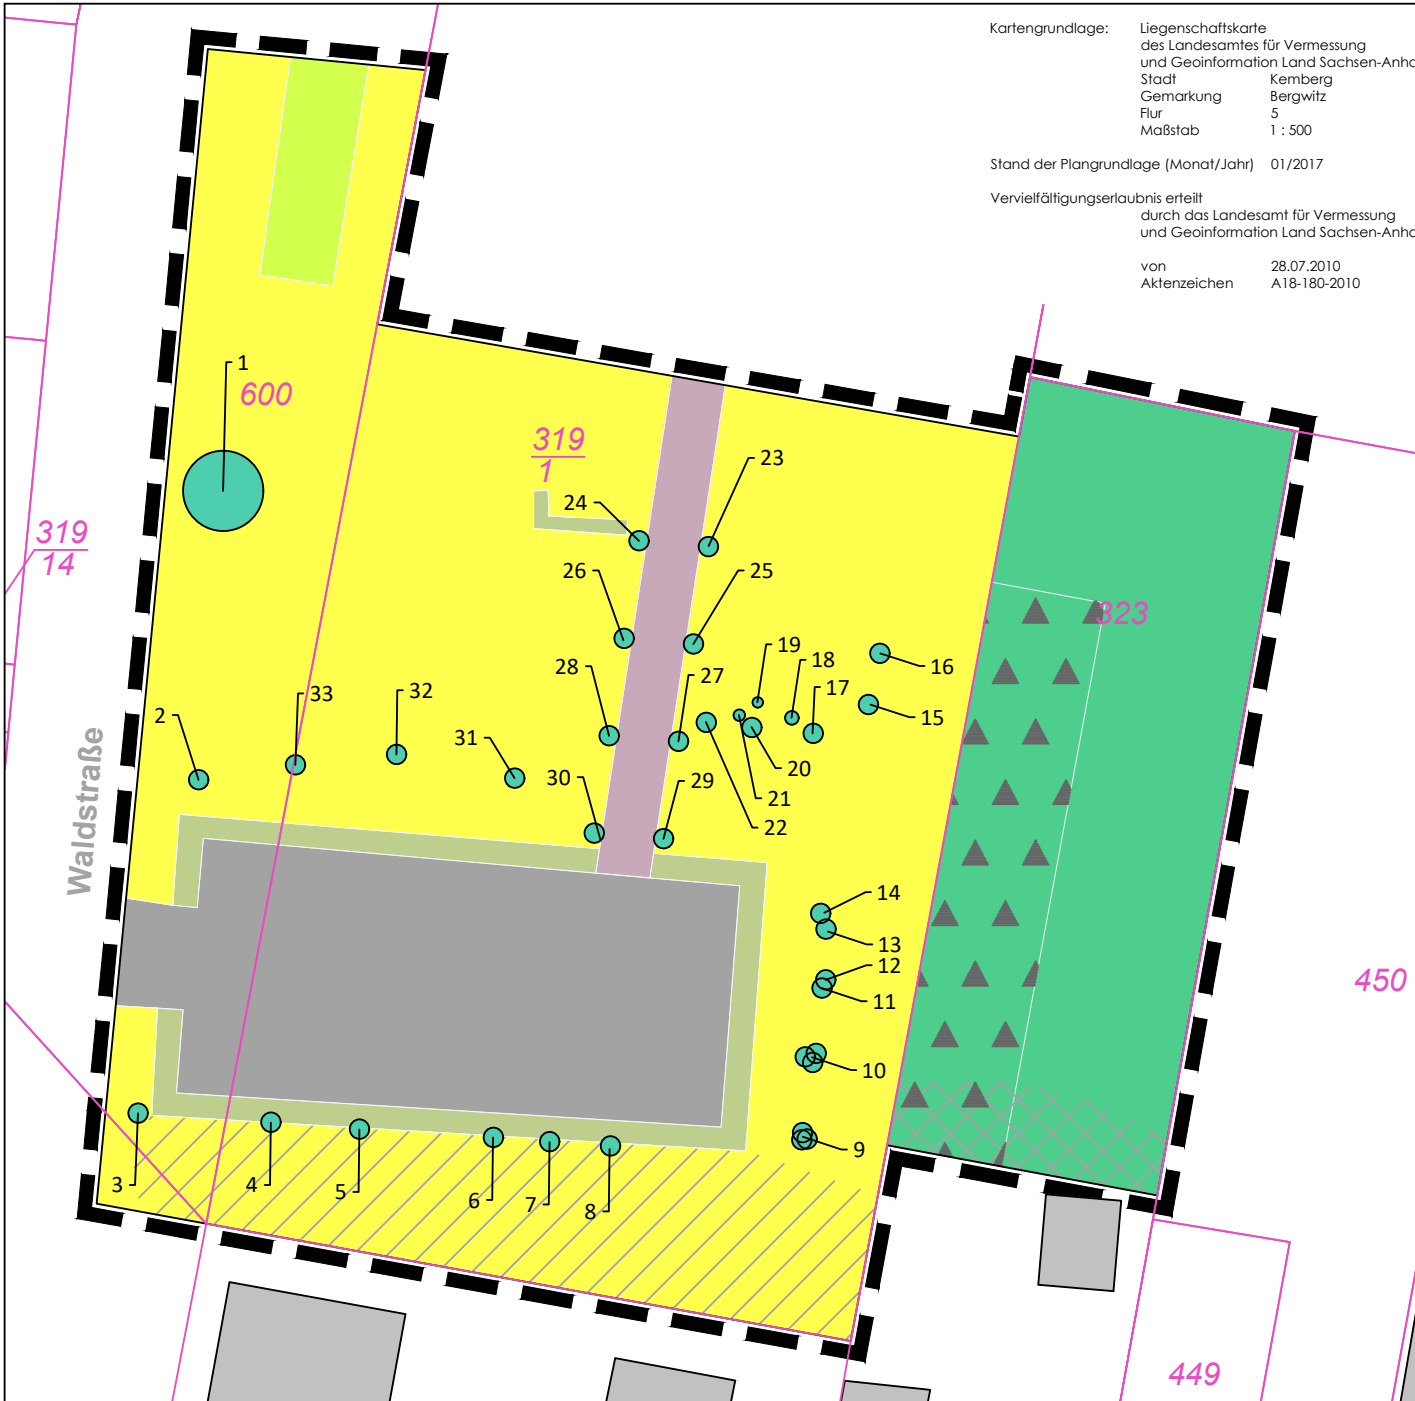 Kartengrundlage: Liegenschaftskarte
des Landesamtes für Vermessung
und Geoinformation Land Sachsen-Anha
Stadt Kemberg
Gemarkung Bergwitz
Flur 5
Maßstab 1 : 500
Stand der Plangrundlage (Monat/Jahr) 01/2017
Vervielfältigungserlaubnis erteilt
durch das Landesamt für Vermessung
und Geoinformation Land Sachsen-Anha
von 28.07.2010
Aktenzeichen A18-180-2010
1
600
319
1
23
24
319
14
26
25
323
19
18
16
28
27
17
15
33
32
2
31
20
30
29
21
22
Waldstraße
14
13
12
11
450
10
9
3
4
5
6
7
8
449